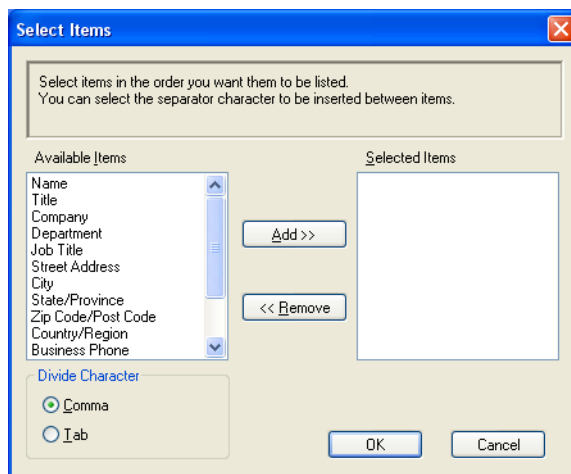 Select Items
Select items in the order you want them to be listed.
You can select the separator character to be inserted between items.
Available Items
Selected Items
Name
Title
Company
Department
Job Title
Street Address
City
State/Province
Zip Code/Post Code
Country/Region
Business Phone
Add >>
<< Remove
Divide Character
Comma
Tab
OK
Cancel